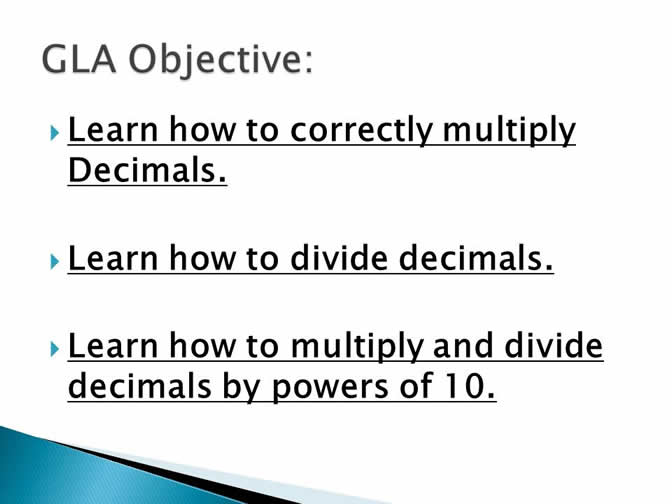 GLA Objective:
Learn how to correctly multiply
Decimals.
Learn how to divide decimals.
Learn how to multiply and divide
decimals by powers of 10.